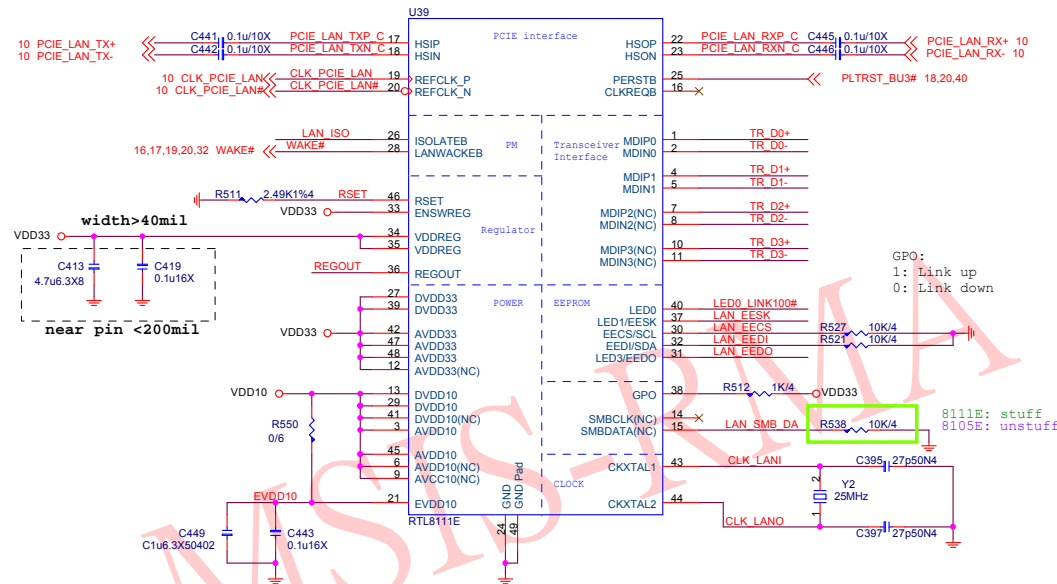 U39
PCIE interface
10 PCIE_LAN_TX+
10 PCIE_LAN_TX-
C441 0.1u/10X PCIE_LAN_TXP_C 17 HSIP
C442 0.1u/10X PCIE_LAN_TXN_C 18 HSIN
HSOP 22 PCIE_LAN_RXP_C C445 0.1u/10X PCIE_LAN_RX+ 10
HSON 23 PCIE_LAN_RXN_C C446 0.1u/10X PCIE_LAN_RX- 10
10 CLK_PCIE_LAN CLK_PCIE_LAN 19 REFCLK_P
10 CLK_PCIE_LAN# CLK_PCIE_LAN# 20 REFCLK_N
PERSTB 25 PLTRST_BU3# 18,20,40
CLKREQB 16
LAN_ISO 26 ISOLATEB
16,17,19,20,32 WAKE# WAKE# 28 LANWACKEB
PM
Transceiver
Interface
MDIP0 1 TR_D0+
MDIN0 2 TR_D0-
MDIP1 4 TR_D1+
MDIN1 5 TR_D1-
MDIP2(NC) 7 TR_D2+
MDIN2(NC) 8 TR_D2-
MDIP3(NC) 10 TR_D3+
MDIN3(NC) 11 TR_D3-
R511 2.49K1%4 RSET 46 RSET
VDD33 33 ENSWREG
Regulator
width>40mil
VDD33 34 VDDREG
35 VDDREG
C413
4.7u6.3X8
C419
0.1u16X
near pin <200mil
REGOUT 36 REGOUT
POWER
EEPROM
GPO:
1: Link up
0: Link down
27 DVDD33
39 DVDD33
VDD33 42 AVDD33
47 AVDD33
48 AVDD33
12 AVDD33(NC)
LED0 40 LED0_LINK100#
LED1/EESK 37 LAN_EESK
EECS/SCL 30 LAN_EECS R527 10K/4
EEDI/SDA 32 LAN_EEDI R521 10K/4
LED3/EEDO 31 LAN_EEDO
VDD10 13 DVDD10
29 DVDD10
41 DVDD10(NC)
3 AVDD10
45 AVDD10
6 AVDD10(NC)
9 AVCC10(NC)
R550
0/6
GPO 38 R512 1K/4 VDD33
SMBCLK(NC) 14
SMBDATA(NC) 15 LAN_SMB_DA R538 10K/4
8111E: stuff
8105E: unstuff
CLOCK
CKXTAL1 43 CLK_LANI C395 27p50N4
Y2
25MHz
2
1
CKXTAL2 44 CLK_LANO C397 27p50N4
EVDD10 21 EVDD10
C449
C1u6.3X50402
C443
0.1u16X
RTL8111E
GND
GND Pad
24
49
MSIS-RMA